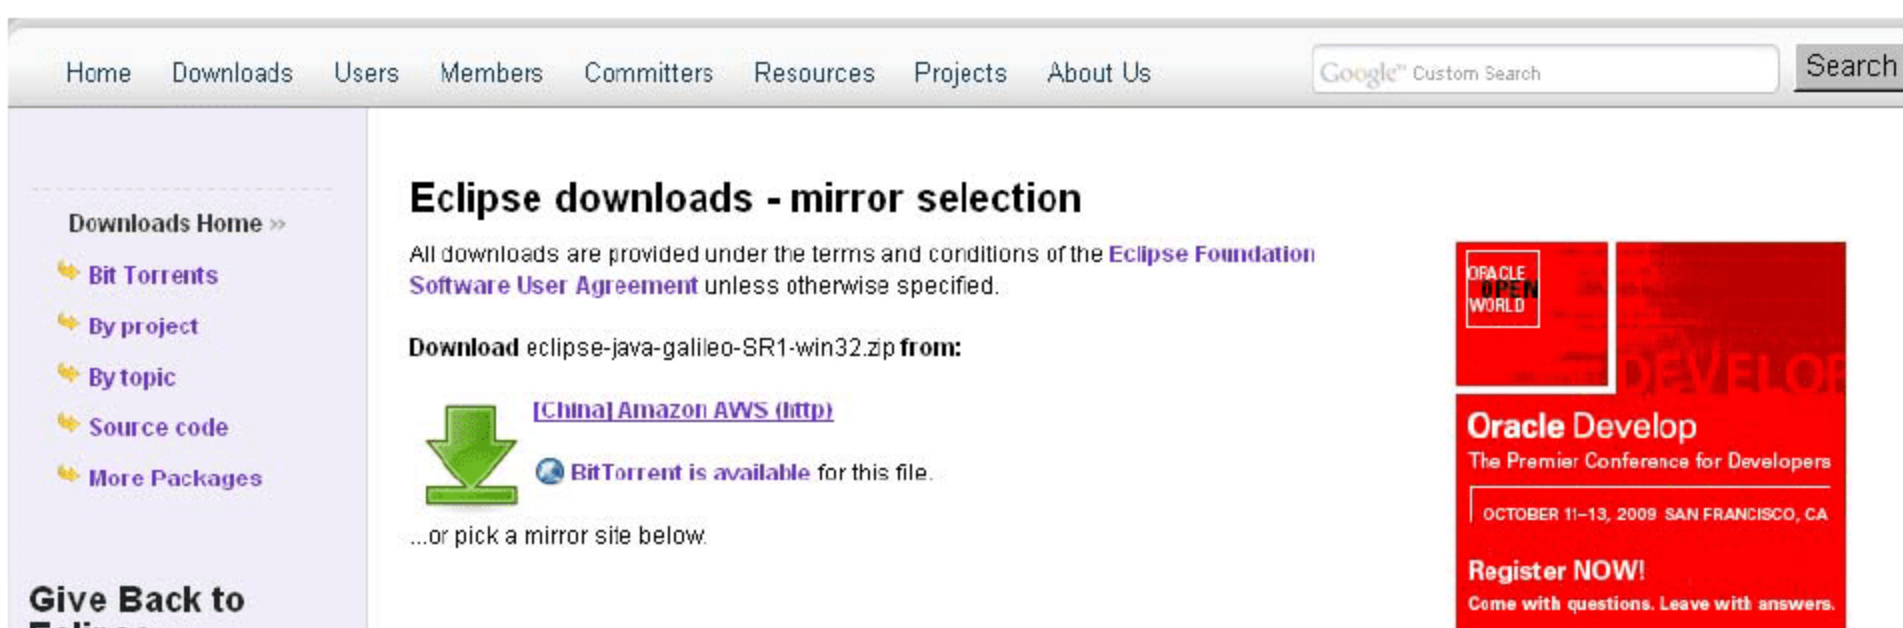 Home Downloads Users Members Committers Resources Projects About Us
Google™ Custom Search
Search
Downloads Home »
Bit Torrents
By project
By topic
Source code
More Packages
Give Back to
Eclipse downloads - mirror selection
All downloads are provided under the terms and conditions of the Eclipse Foundation
Software User Agreement unless otherwise specified.
Download eclipse-java-galileo-SR1-win32.zip from:
[China] Amazon AWS (http)
BitTorrent is available for this file.
...or pick a mirror site below.
ORACLE
OPEN
WORLD
DEVELOP
Oracle Develop
The Premier Conference for Developers
OCTOBER 11–13, 2009 SAN FRANCISCO, CA
Register NOW!
Come with questions. Leave with answers.